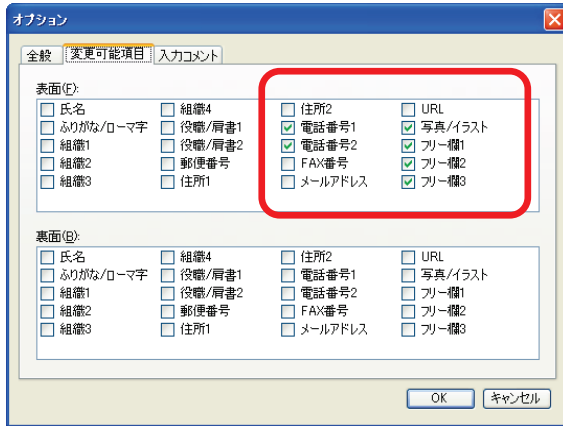 オプション
全般 変更可能項目 入力コメント
表面(F):
氏名 組織4 住所2 URL
ふりがな/ローマ字 役職/肩書1 電話番号1 写真/イラスト
組織1 役職/肩書2 電話番号2 フリー欄1
組織2 郵便番号 FAX番号 フリー欄2
組織3 住所1 メールアドレス フリー欄3
裏面(B):
氏名 組織4 住所2 URL
ふりがな/ローマ字 役職/肩書1 電話番号1 写真/イラスト
組織1 役職/肩書2 電話番号2 フリー欄1
組織2 郵便番号 FAX番号 フリー欄2
組織3 住所1 メールアドレス フリー欄3
OK キャンセル